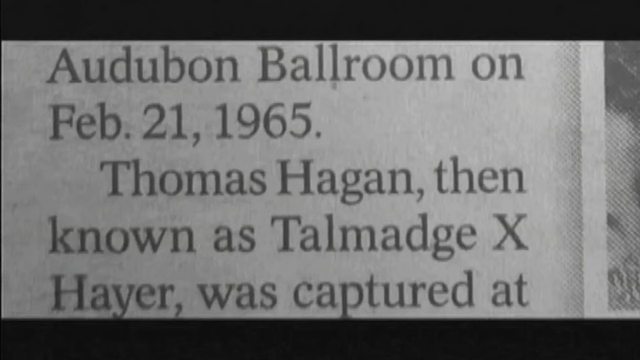 Audubon Ballroom on
Feb. 21, 1965.
Thomas Hagan, then
known as Talmadge X
Hayer, was captured at